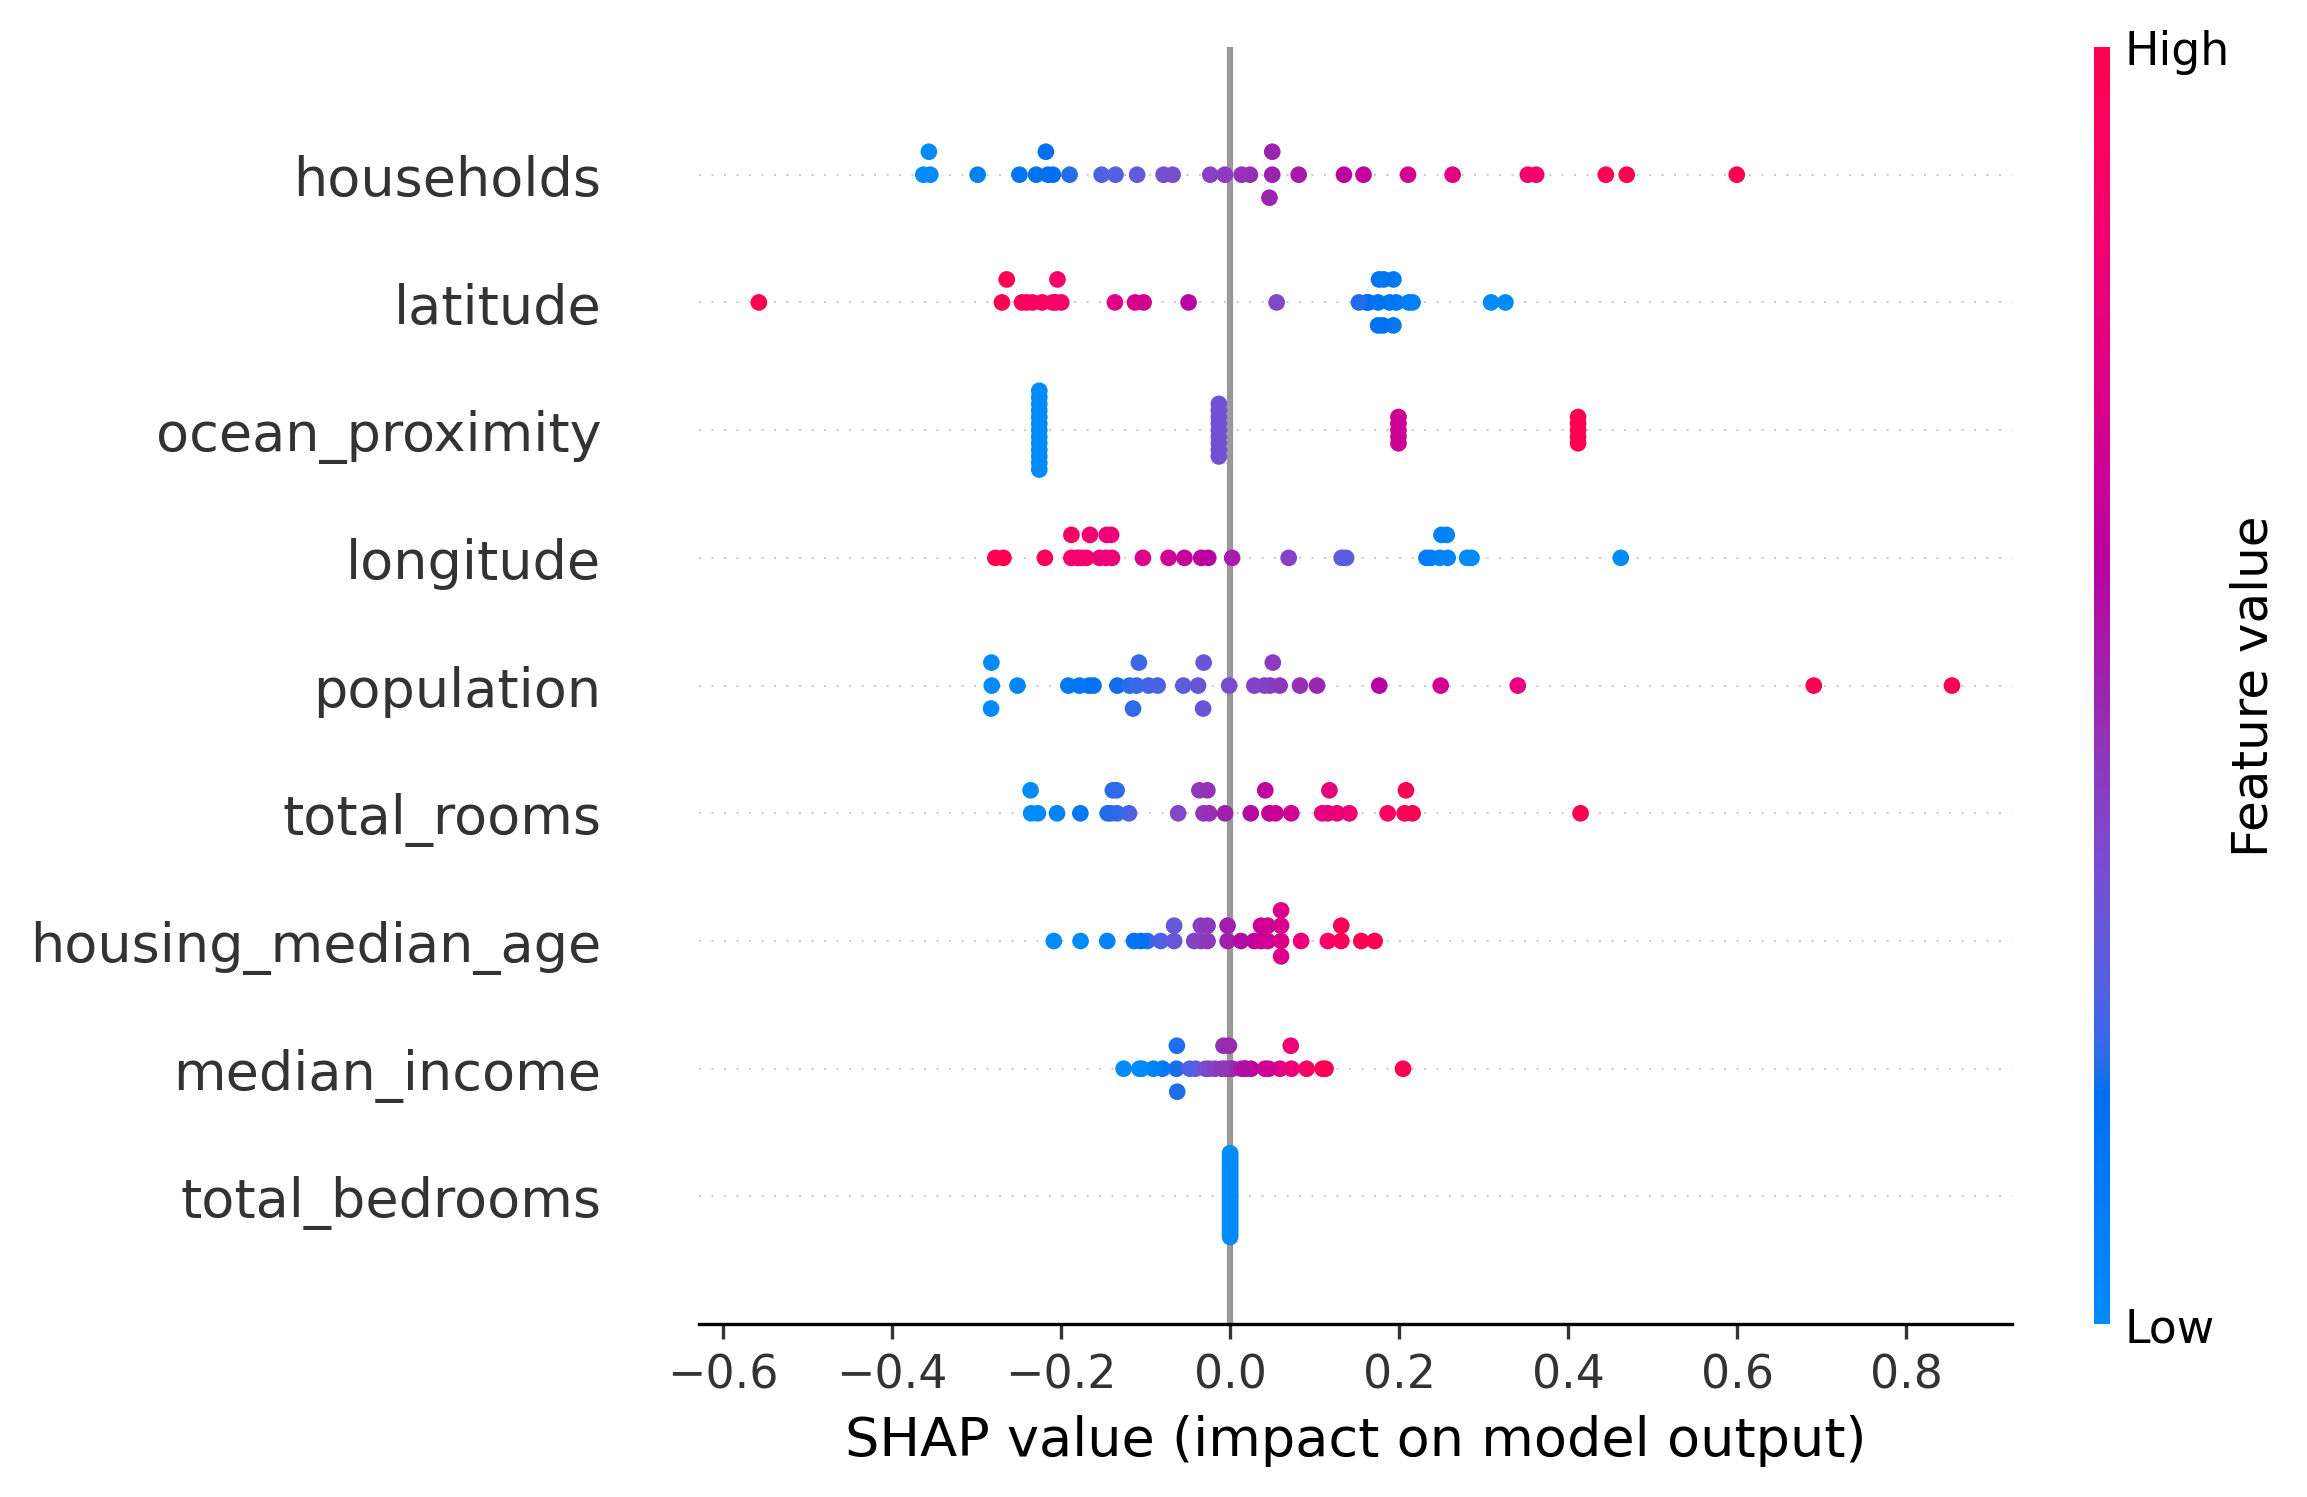 High
households
latitude
ocean_proximity
longitude
population
total_rooms
housing_median_age
median_income
total_bedrooms
Feature value
Low
−0.6 −0.4 −0.2 0.0 0.2 0.4 0.6 0.8
SHAP value (impact on model output)